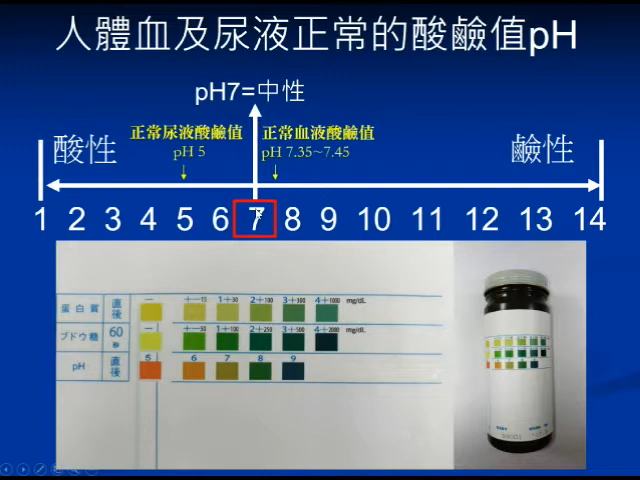 人體血及尿液正常的酸鹼值pH
pH7=中性
正常尿液酸鹼值
pH 5
正常血液酸鹼值
pH 7.35~7.45
酸性
鹼性
1 2 3 4 5 6 7 8 9 10 11 12 13 14
蛋白質 直後 − +−15 1+30 2+100 3+300 4+1000 mg/dL
ブドウ糖 60秒 − +−50 1+100 2+250 3+500 4+2000 mg/dL
pH 直後 5 6 7 8 9